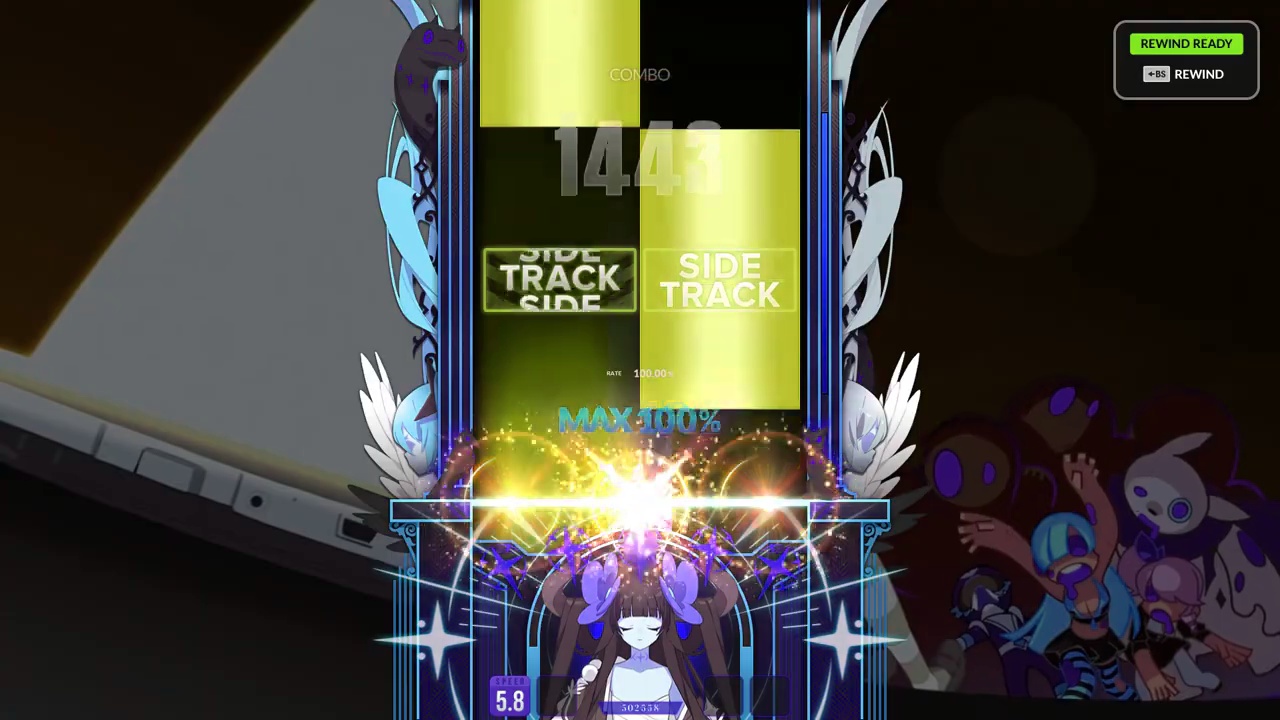 REWIND READY
←BS REWIND
COMBO
1443
SIDE
TRACK
SIDE
SIDE
TRACK
RATE 100.00%
MAX 100%
SPEED
5.8
502558